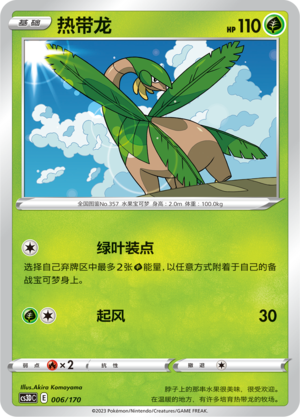 基础
热带龙
HP 110
全国图鉴No.357 水果宝可梦 身高：2.0m 体重：100.0kg
绿叶装点
选择自己弃牌区中最多2张能量，以任意方式附着于自己的备
战宝可梦身上。
起风 30
弱点 ×2 抗性 撤退
Illus.Akira Komayama
CS3DC E 006/170
脖子上的那串水果很美味、很受欢迎。
在温暖的地方，有许多培育热带龙的牧场。
©2023 Pokémon/Nintendo/Creatures/GAME FREAK.